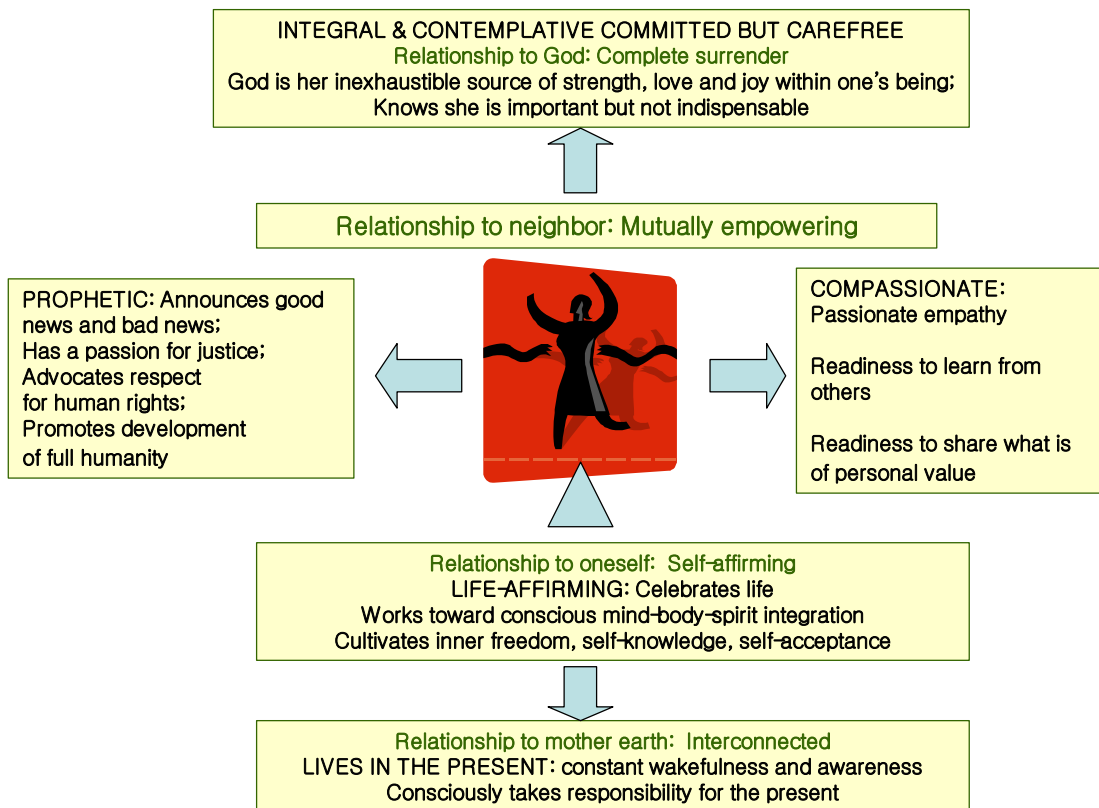 INTEGRAL & CONTEMPLATIVE COMMITTED BUT CAREFREE
Relationship to God: Complete surrender
God is her inexhaustible source of strength, love and joy within one's being;
Knows she is important but not indispensable
Relationship to neighbor: Mutually empowering
PROPHETIC: Announces good
news and bad news;
Has a passion for justice;
Advocates respect
for human rights;
Promotes development
of full humanity
COMPASSIONATE:
Passionate empathy
Readiness to learn from
others
Readiness to share what is
of personal value
Relationship to oneself: Self-affirming
LIFE-AFFIRMING: Celebrates life
Works toward conscious mind-body-spirit integration
Cultivates inner freedom, self-knowledge, self-acceptance
Relationship to mother earth: Interconnected
LIVES IN THE PRESENT: constant wakefulness and awareness
Consciously takes responsibility for the present